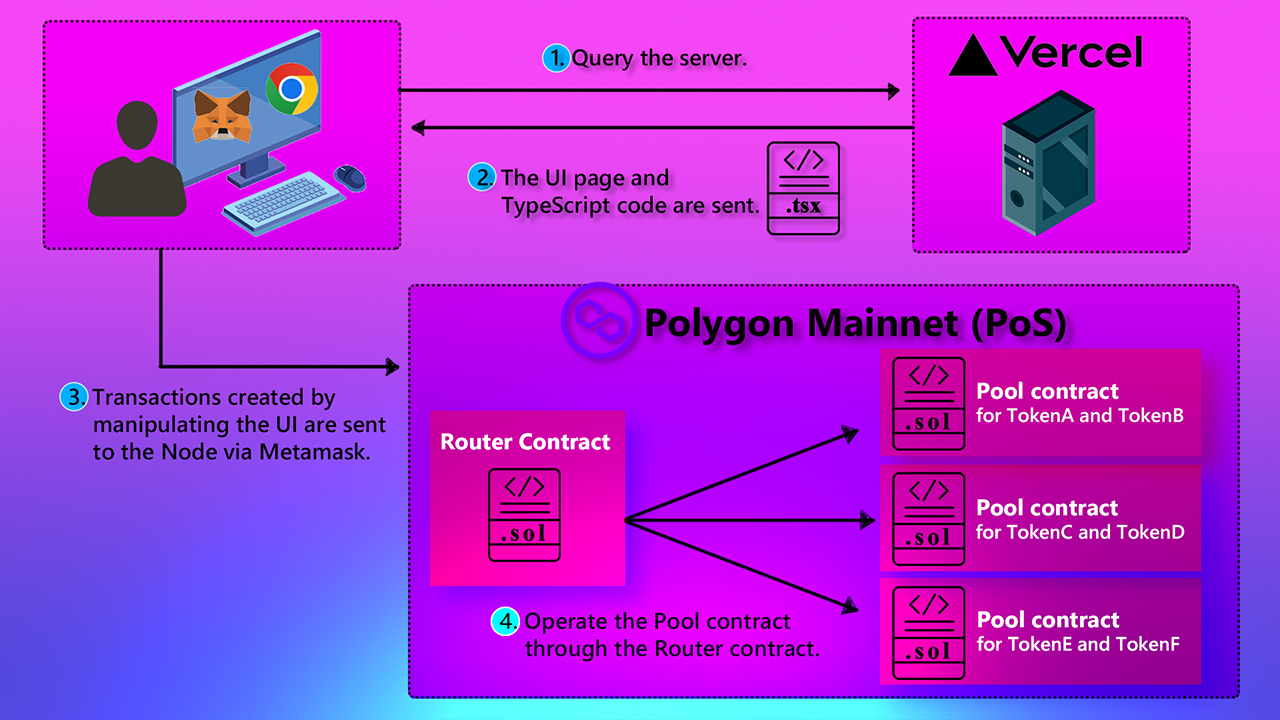 1. Query the server.
Vercel
2. The UI page and
TypeScript code are sent.
</>
.tsx
Polygon Mainnet (PoS)
3. Transactions created by
manipulating the UI are sent
to the Node via Metamask.
Router Contract
</>
.sol
</>
.sol
Pool contract
for TokenA and TokenB
</>
.sol
Pool contract
for TokenC and TokenD
</>
.sol
Pool contract
for TokenE and TokenF
4. Operate the Pool contract
through the Router contract.